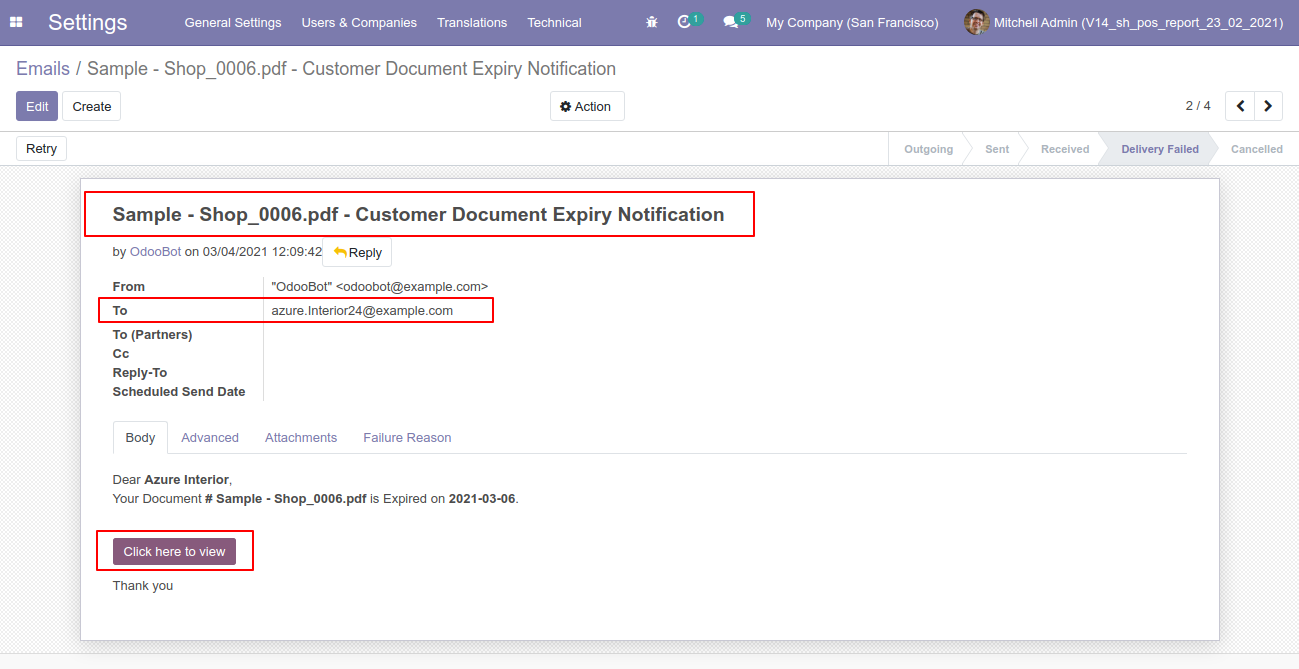 Settings General Settings Users & Companies Translations Technical 1 5 My Company (San Francisco) Mitchell Admin (V14_sh_pos_report_23_02_2021)
Emails / Sample - Shop_0006.pdf - Customer Document Expiry Notification
Edit Create Action 2 / 4
Retry Outgoing Sent Received Delivery Failed Cancelled
Sample - Shop_0006.pdf - Customer Document Expiry Notification
by OdooBot on 03/04/2021 12:09:42 Reply
From "OdooBot" <odoobot@example.com>
To azure.Interior24@example.com
To (Partners)
Cc
Reply-To
Scheduled Send Date
Body Advanced Attachments Failure Reason
Dear Azure Interior,
Your Document # Sample - Shop_0006.pdf is Expired on 2021-03-06.
Click here to view
Thank you